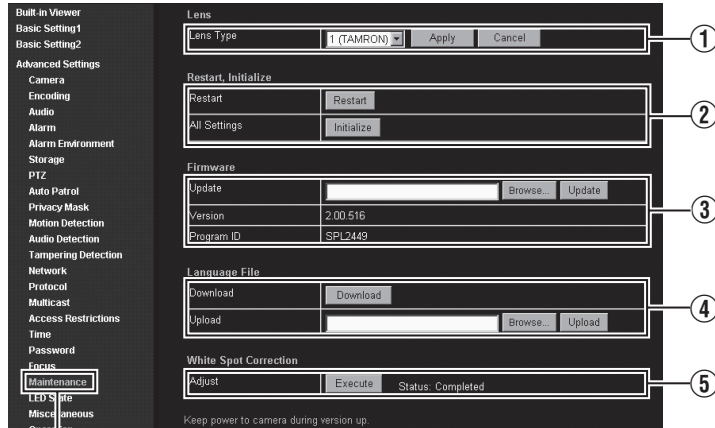 Built-in Viewer
Basic Setting1
Basic Setting2
Advanced Settings
Camera
Encoding
Audio
Alarm
Alarm Environment
Storage
PTZ
Auto Patrol
Privacy Mask
Motion Detection
Audio Detection
Tampering Detection
Network
Protocol
Multicast
Access Restrictions
Time
Password
Focus
Maintenance
Lens
Lens Type 1 (TAMRON) Apply Cancel
1
Restart, Initialize
Restart Restart
All Settings Initialize
2
Firmware
Update Browse... Update
Version 2.00.516
Program ID SPL2449
3
Language File
Download Download
Upload Browse... Upload
4
White Spot Correction
Adjust Execute Status: Completed
5
Keep power to camera during version up.